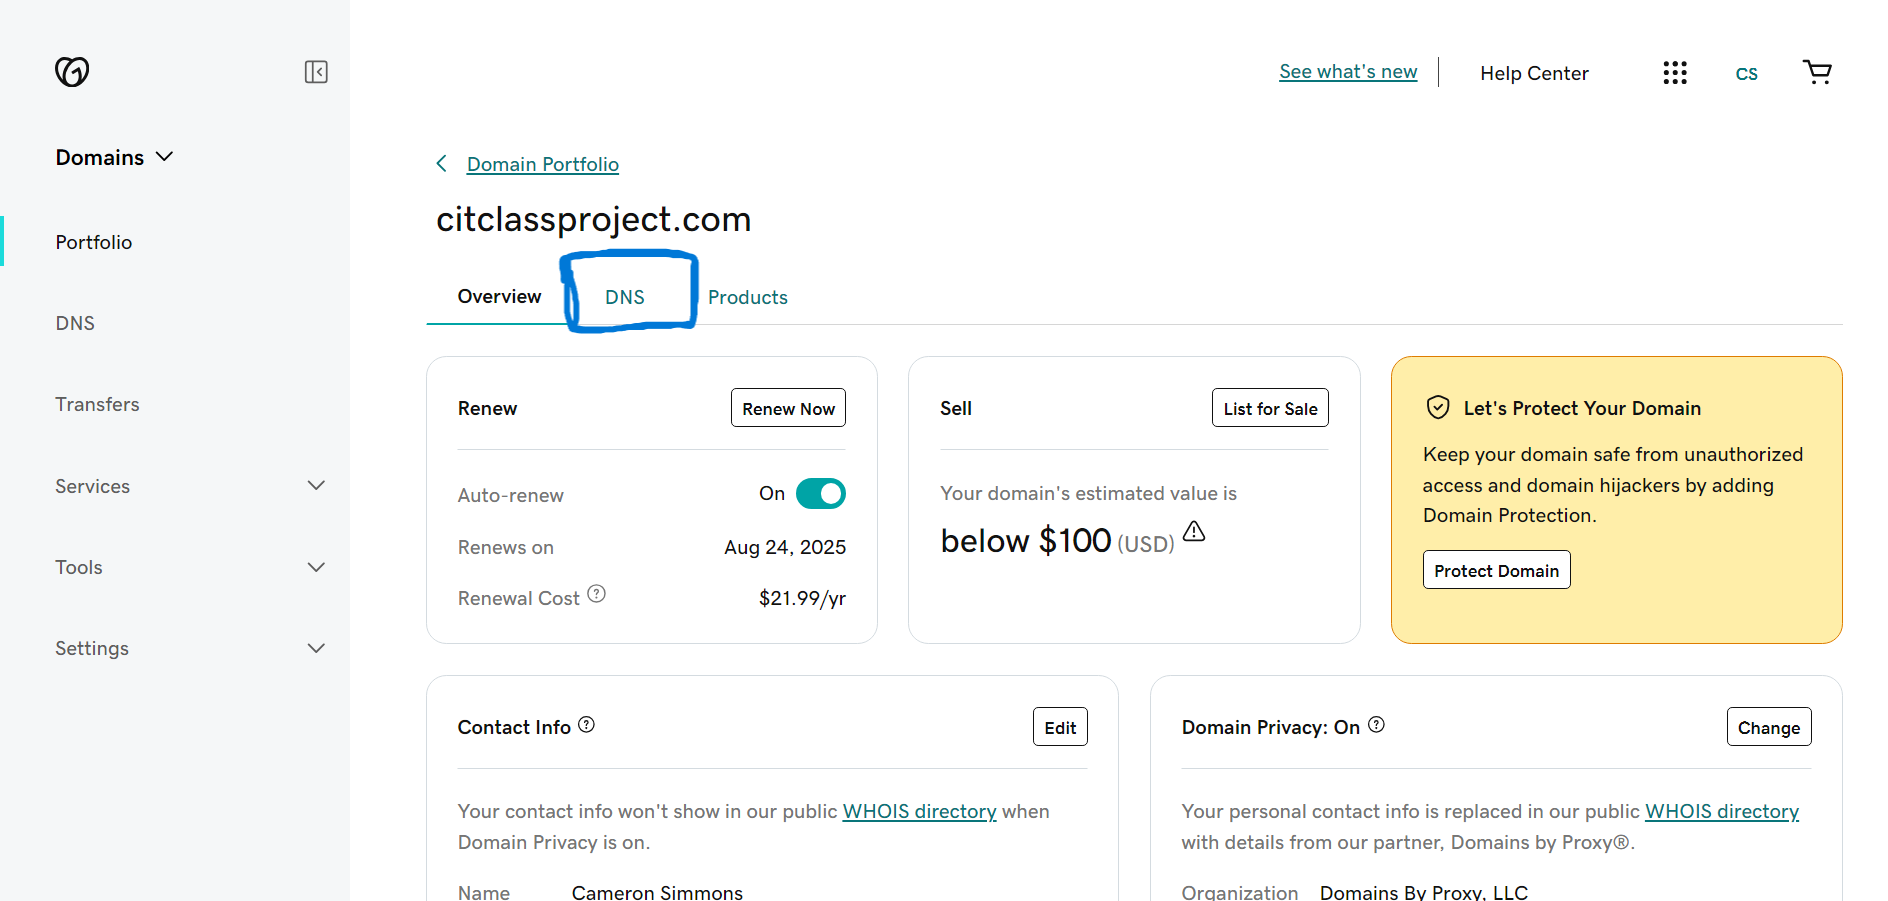 See what's new
Help Center
CS
Domains
Portfolio
DNS
Transfers
Services
Tools
Settings
Domain Portfolio
citclassproject.com
Overview DNS Products
Renew
Renew Now
Auto-renew On
Renews on Aug 24, 2025
Renewal Cost $21.99/yr
Sell
List for Sale
Your domain's estimated value is
below $100 (USD)
Let's Protect Your Domain
Keep your domain safe from unauthorized
access and domain hijackers by adding
Domain Protection.
Protect Domain
Contact Info
Edit
Your contact info won't show in our public WHOIS directory when
Domain Privacy is on.
Name Cameron Simmons
Domain Privacy: On
Change
Your personal contact info is replaced in our public WHOIS directory
with details from our partner, Domains by Proxy®.
Organization Domains By Proxy, LLC